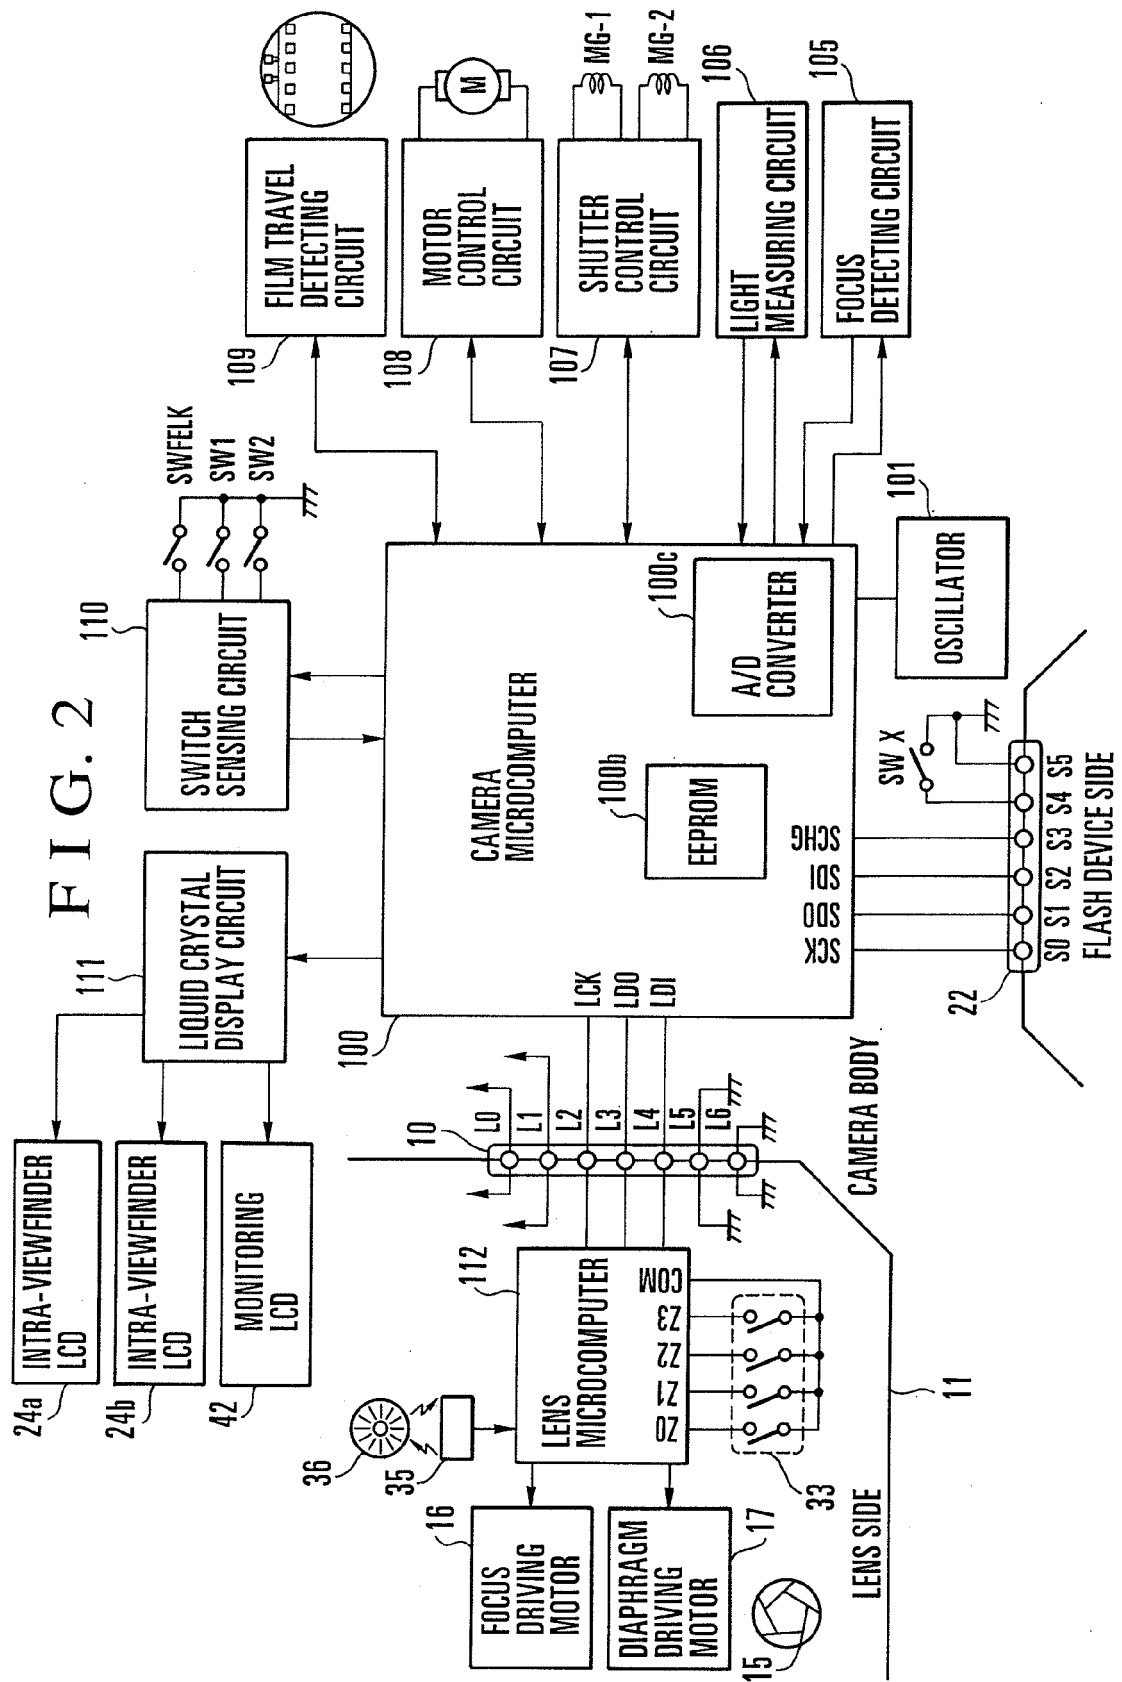 FIG. 2
24a
INTRA-VIEWFINDER
LCD
24b
INTRA-VIEWFINDER
LCD
42
MONITORING
LCD
111
LIQUID CRYSTAL
DISPLAY CIRCUIT
110
SWITCH
SENSING CIRCUIT
SWFELK
SW1
SW2
109
FILM TRAVEL
DETECTING
CIRCUIT
108
MOTOR
CONTROL
CIRCUIT
M
107
SHUTTER
CONTROL
CIRCUIT
MG-1
MG-2
106
LIGHT
MEASURING CIRCUIT
105
FOCUS
DETECTING CIRCUIT
100
CAMERA
MICROCOMPUTER
100b
EEPROM
100c
A/D
CONVERTER
LCK
LDO
LDI
SCK
SDO
SDI
SCHG
101
OSCILLATOR
SW X
22
S0
S1
S2
S3
S4
S5
FLASH DEVICE SIDE
10
L0
L1
L2
L3
L4
L5
L6
CAMERA BODY
36
35
112
LENS
MICROCOMPUTER
Z0
Z1
Z2
Z3
COM
33
16
FOCUS
DRIVING
MOTOR
17
DIAPHRAGM
DRIVING
MOTOR
15
LENS SIDE
11